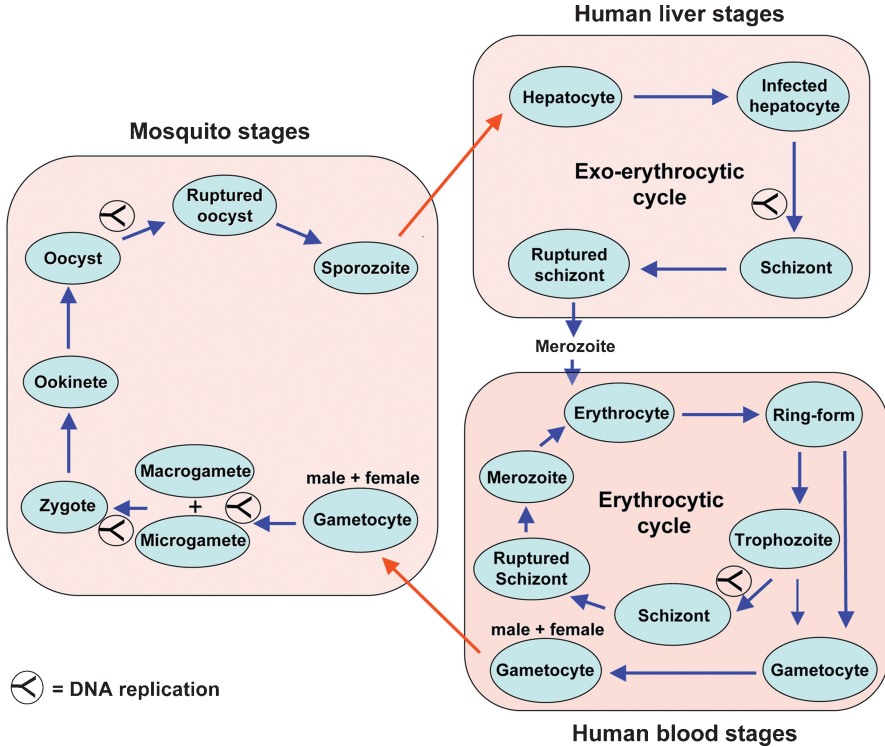 Human liver stages
Hepatocyte
Infected
hepatocyte
Exo-erythrocytic
cycle
Ruptured
schizont
Schizont
Merozoite
Mosquito stages
Ruptured
oocyst
Oocyst
Sporozoite
Ookinete
Macrogamete
+
Microgamete
Zygote
male + female
Gametocyte
Erythrocyte
Ring-form
Merozoite
Erythrocytic
cycle
Trophozoite
Ruptured
Schizont
Schizont
male + female
Gametocyte
Gametocyte
Human blood stages
= DNA replication